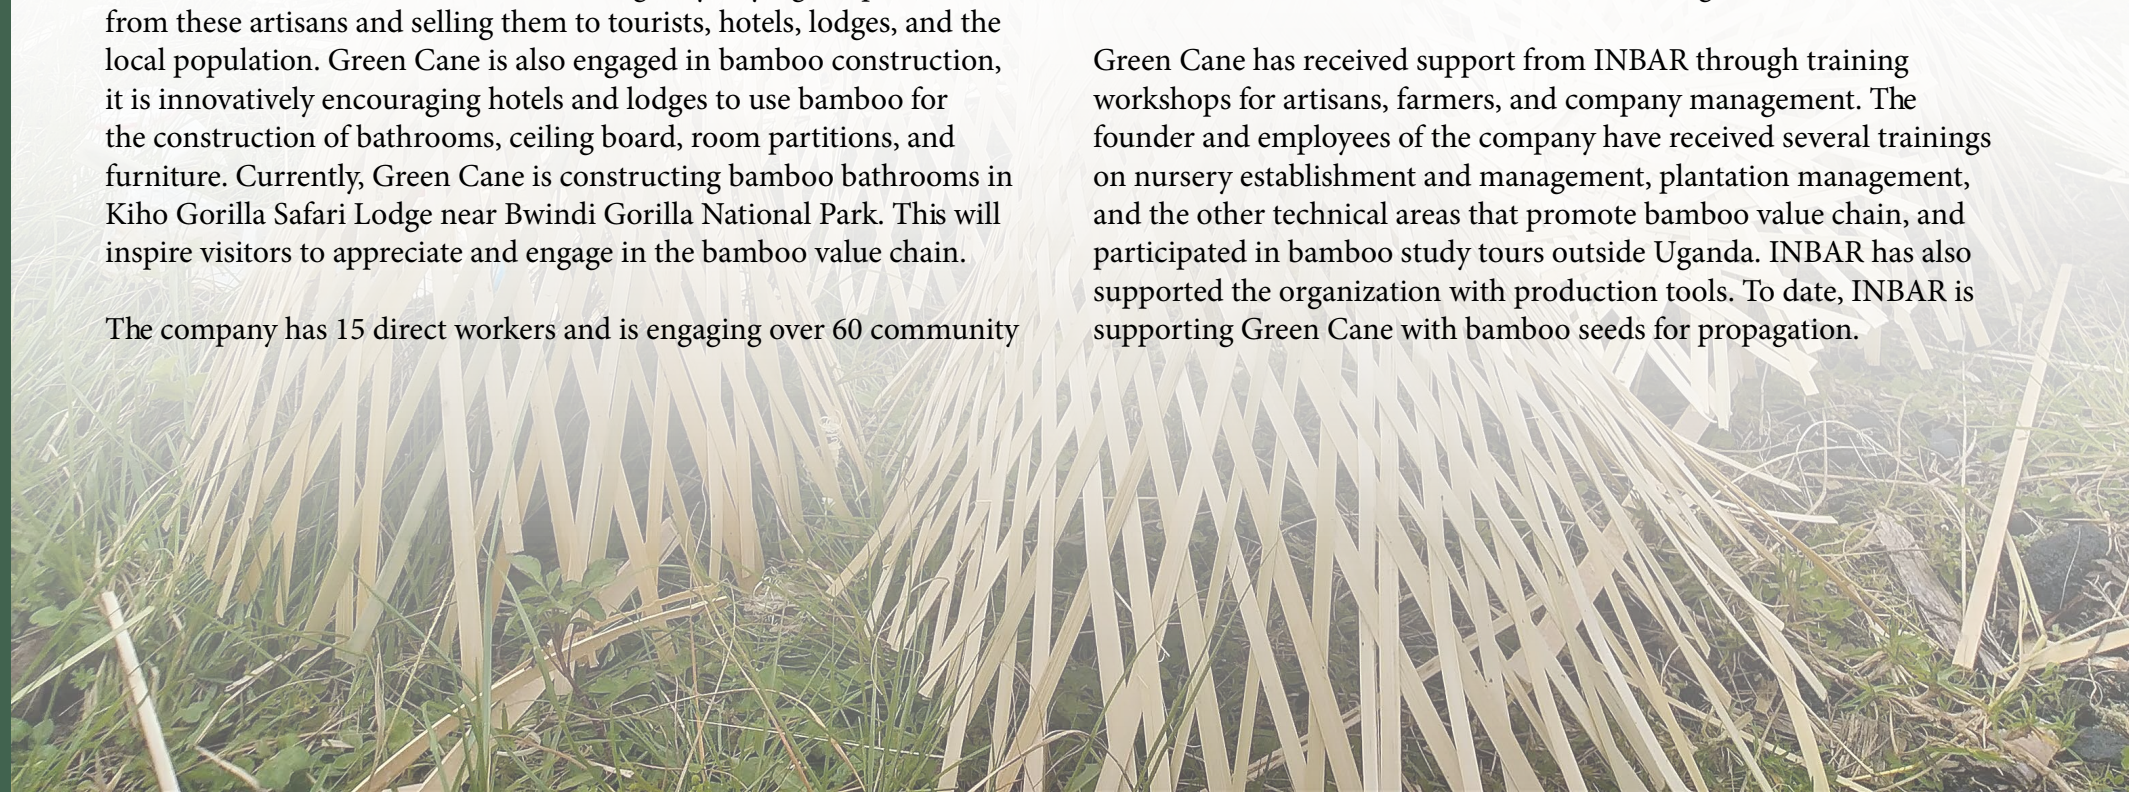 from these artisans and selling them to tourists, hotels, lodges, and the
local population. Green Cane is also engaged in bamboo construction,
it is innovatively encouraging hotels and lodges to use bamboo for
the construction of bathrooms, ceiling board, room partitions, and
furniture. Currently, Green Cane is constructing bamboo bathrooms in
Kiho Gorilla Safari Lodge near Bwindi Gorilla National Park. This will
inspire visitors to appreciate and engage in the bamboo value chain.
The company has 15 direct workers and is engaging over 60 community
Green Cane has received support from INBAR through training
workshops for artisans, farmers, and company management. The
founder and employees of the company have received several trainings
on nursery establishment and management, plantation management,
and the other technical areas that promote bamboo value chain, and
participated in bamboo study tours outside Uganda. INBAR has also
supported the organization with production tools. To date, INBAR is
supporting Green Cane with bamboo seeds for propagation.